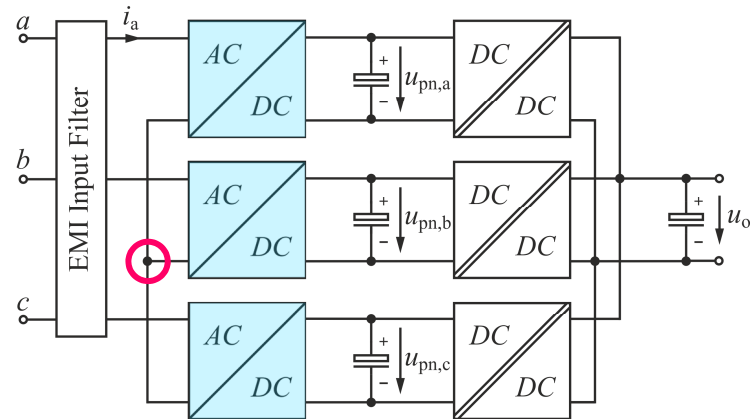 a
i_a
AC
DC
+
−
u_pn,a
DC
DC
EMI Input Filter
b
AC
DC
+
−
u_pn,b
DC
DC
+
−
u_o
c
AC
DC
+
−
u_pn,c
DC
DC